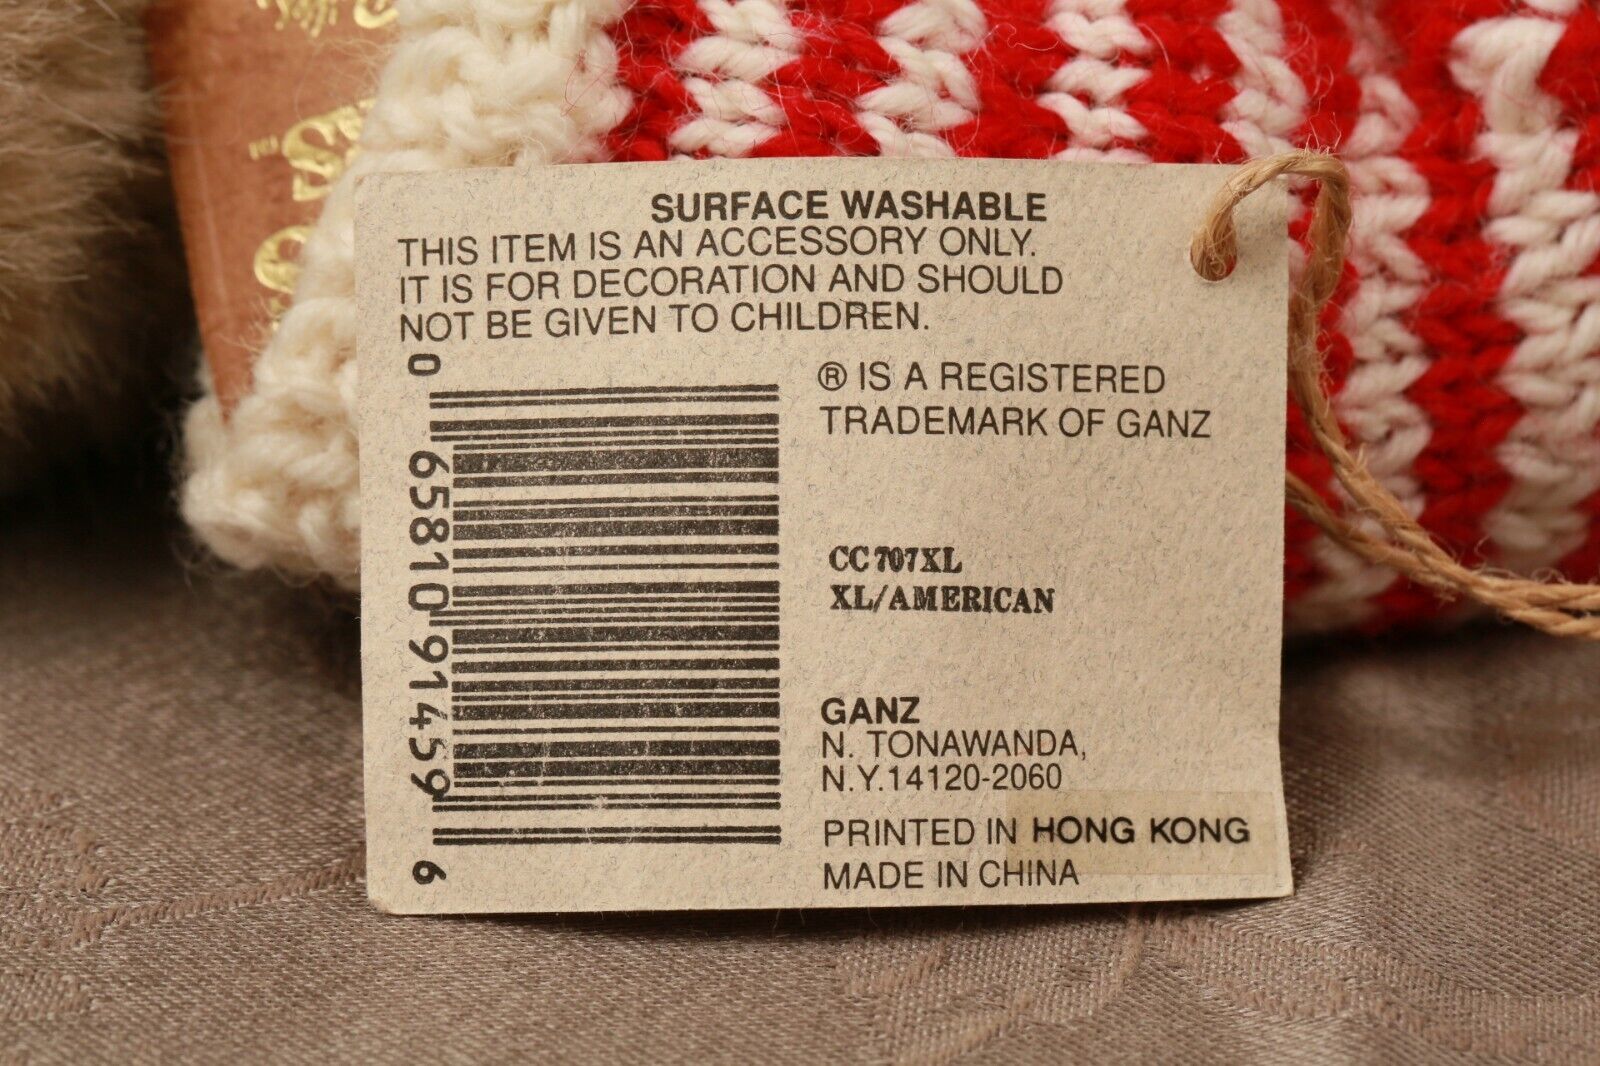 SURFACE WASHABLE
THIS ITEM IS AN ACCESSORY ONLY.
IT IS FOR DECORATION AND SHOULD
NOT BE GIVEN TO CHILDREN.
® IS A REGISTERED
TRADEMARK OF GANZ
0 65810 91459 6
CC707XL
XL/AMERICAN
GANZ
N. TONAWANDA,
N.Y.14120-2060
PRINTED IN HONG KONG
MADE IN CHINA